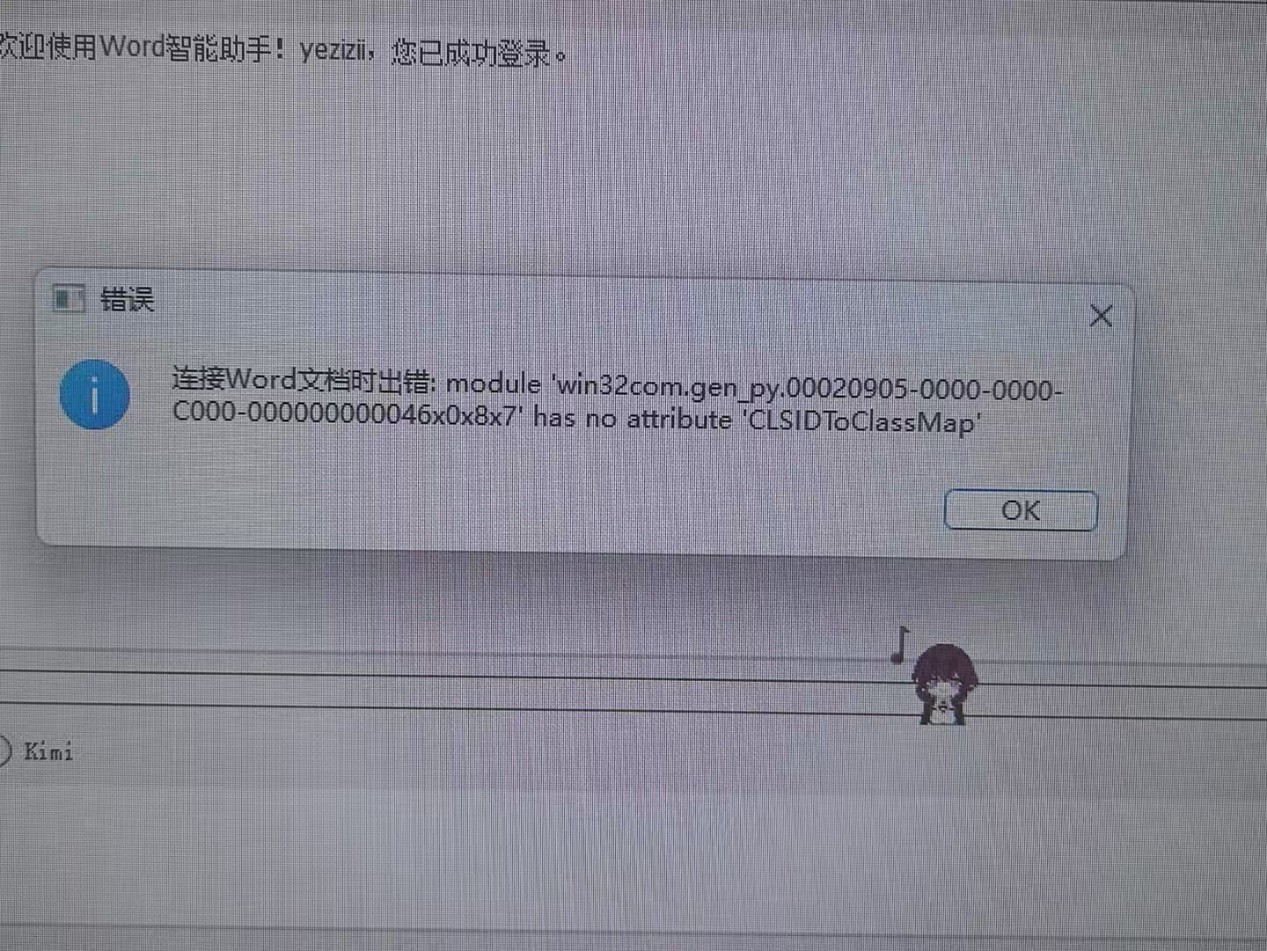 欢迎使用Word智能助手！yezizii，您已成功登录。
错误
连接Word文档时出错: module 'win32com.gen_py.00020905-0000-0000-
C000-000000000046x0x8x7' has no attribute 'CLSIDToClassMap'
OK
Kimi